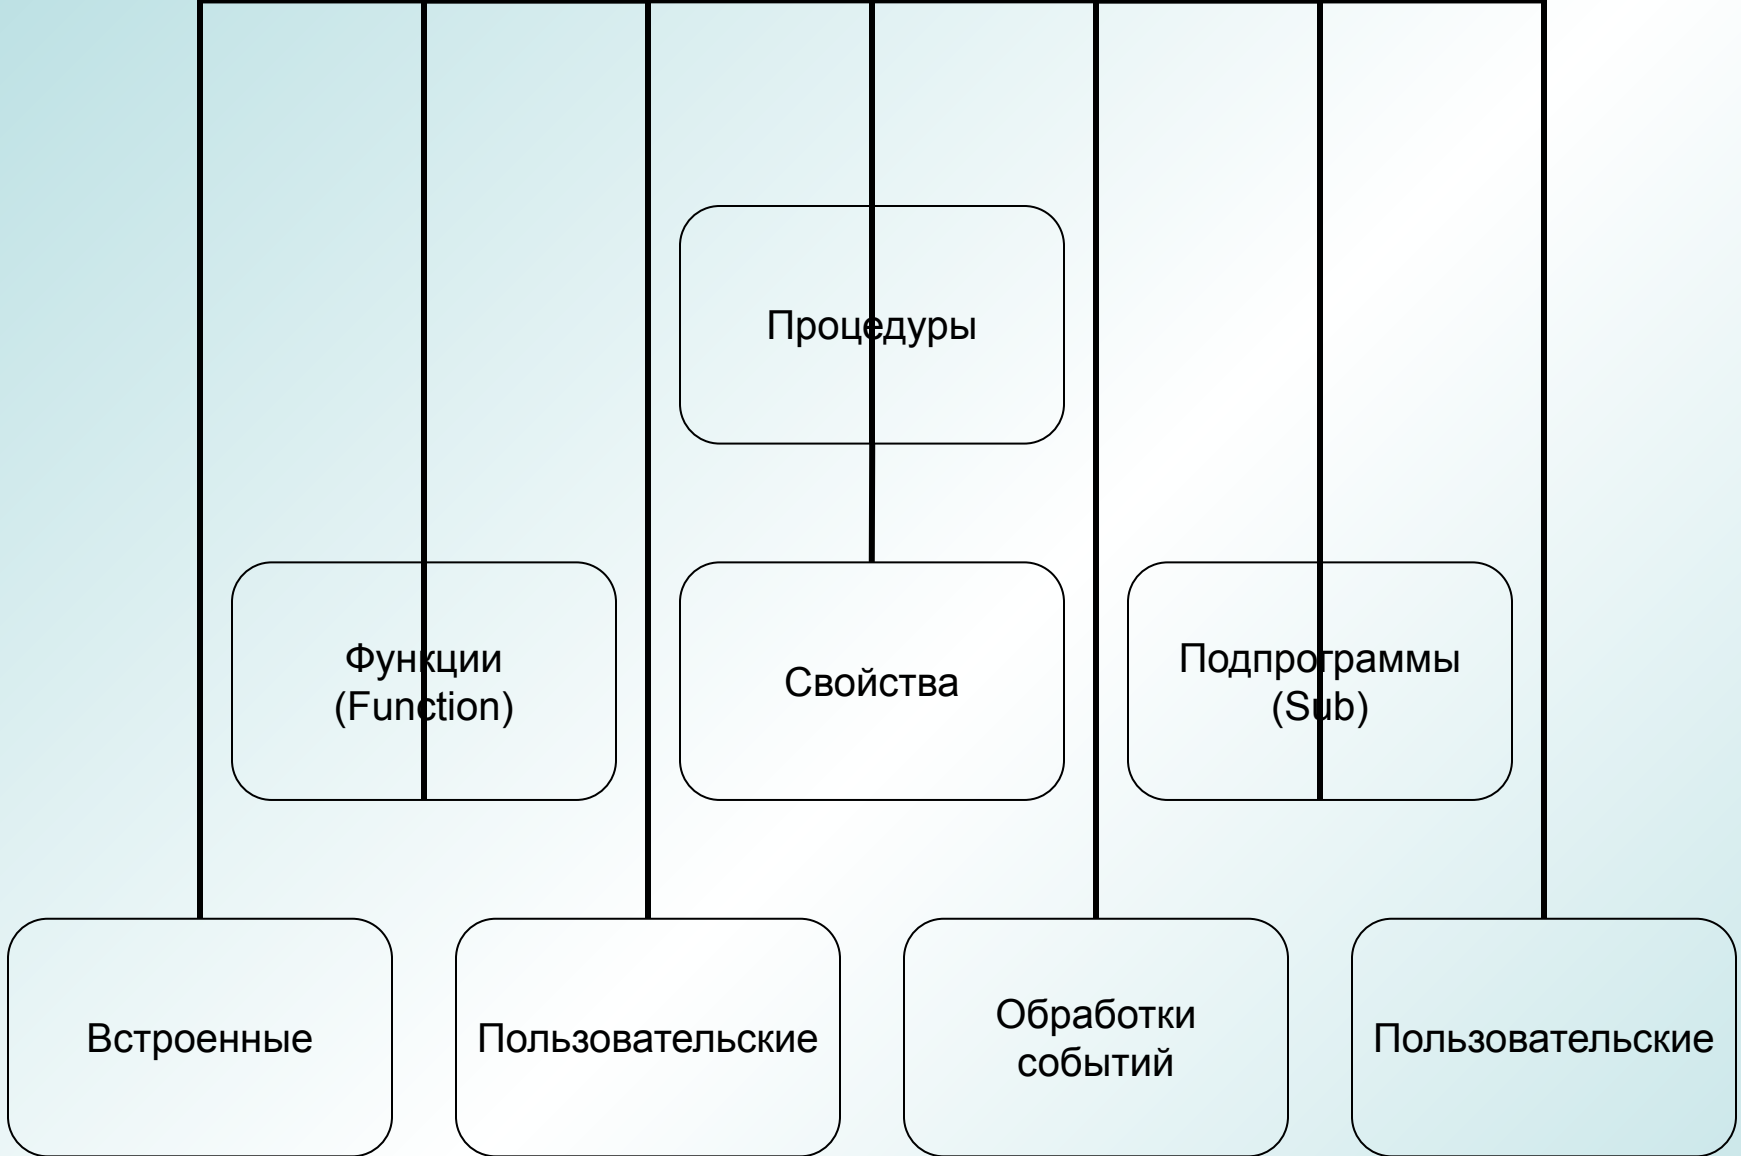 Процедуры
Функции
(Function)
Свойства
Подпрограммы
(Sub)
Встроенные
Пользовательские
Обработки
событий
Пользовательские